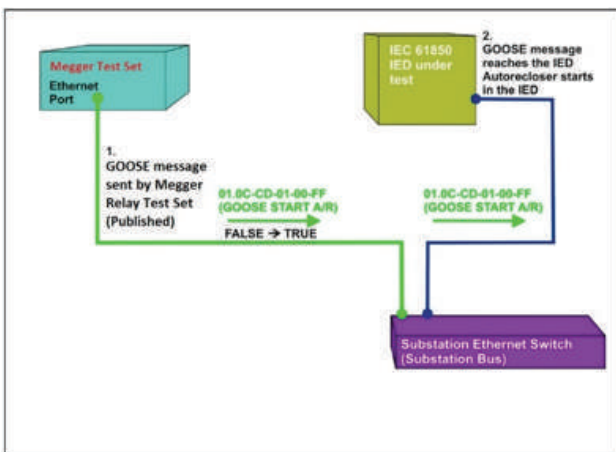 Megger Test Set
Ethernet
Port
IEC 61850
IED under
test
2.
GOOSE message
reaches the IED
Autorecloser starts
in the IED
1.
GOOSE message
sent by Megger
Relay Test Set
(Published)
01.0C-CD-01-00-FF
(GOOSE START A/R)
FALSE → TRUE
01.0C-CD-01-00-FF
(GOOSE START A/R)
Substation Ethernet Switch
(Substation Bus)